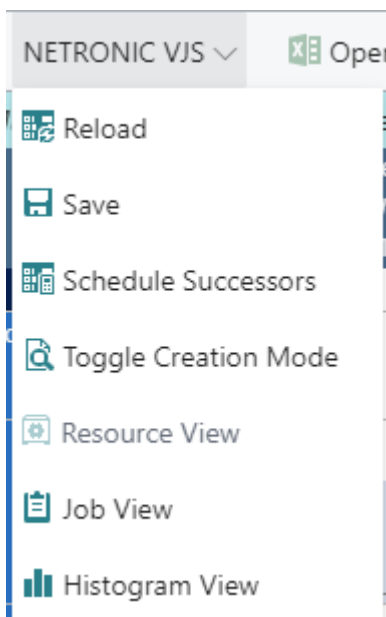 NETRONIC VJS
Reload
Save
Schedule Successors
Toggle Creation Mode
Resource View
Job View
Histogram View